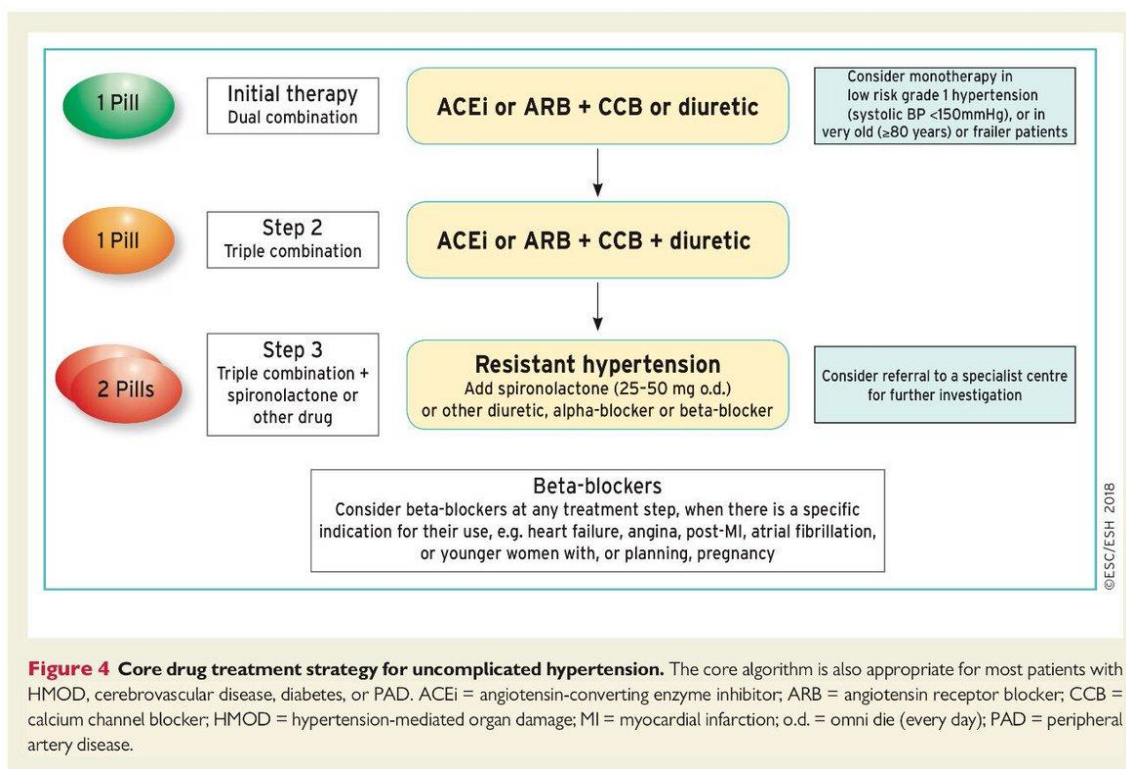 1 Pill
Initial therapy
Dual combination
ACEi or ARB + CCB or diuretic
Consider monotherapy in
low risk grade 1 hypertension
(systolic BP <150mmHg), or in
very old (≥80 years) or frailer patients
1 Pill
Step 2
Triple combination
ACEi or ARB + CCB + diuretic
2 Pills
Step 3
Triple combination +
spironolactone or
other drug
Resistant hypertension
Add spironolactone (25–50 mg o.d.)
or other diuretic, alpha-blocker or beta-blocker
Consider referral to a specialist centre
for further investigation
Beta-blockers
Consider beta-blockers at any treatment step, when there is a specific
indication for their use, e.g. heart failure, angina, post-MI, atrial fibrillation,
or younger women with, or planning, pregnancy
©ESC/ESH 2018
Figure 4 Core drug treatment strategy for uncomplicated hypertension. The core algorithm is also appropriate for most patients with
HMOD, cerebrovascular disease, diabetes, or PAD. ACEi = angiotensin-converting enzyme inhibitor; ARB = angiotensin receptor blocker; CCB =
calcium channel blocker; HMOD = hypertension-mediated organ damage; MI = myocardial infarction; o.d. = omni die (every day); PAD = peripheral
artery disease.